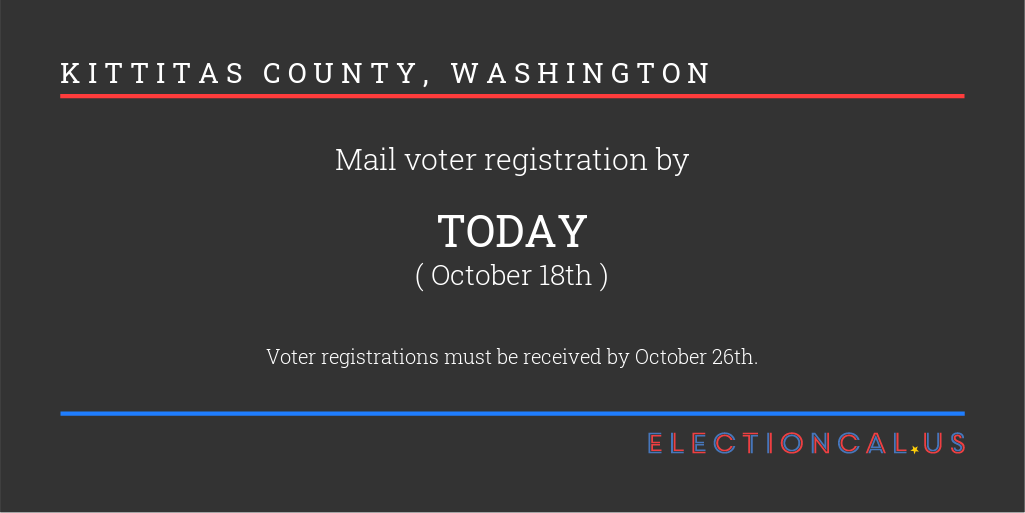 KITTITAS COUNTY, WASHINGTON
Mail voter registration by
TODAY
( October 18th )
Voter registrations must be received by October 26th.
ELECTIONCAL.US